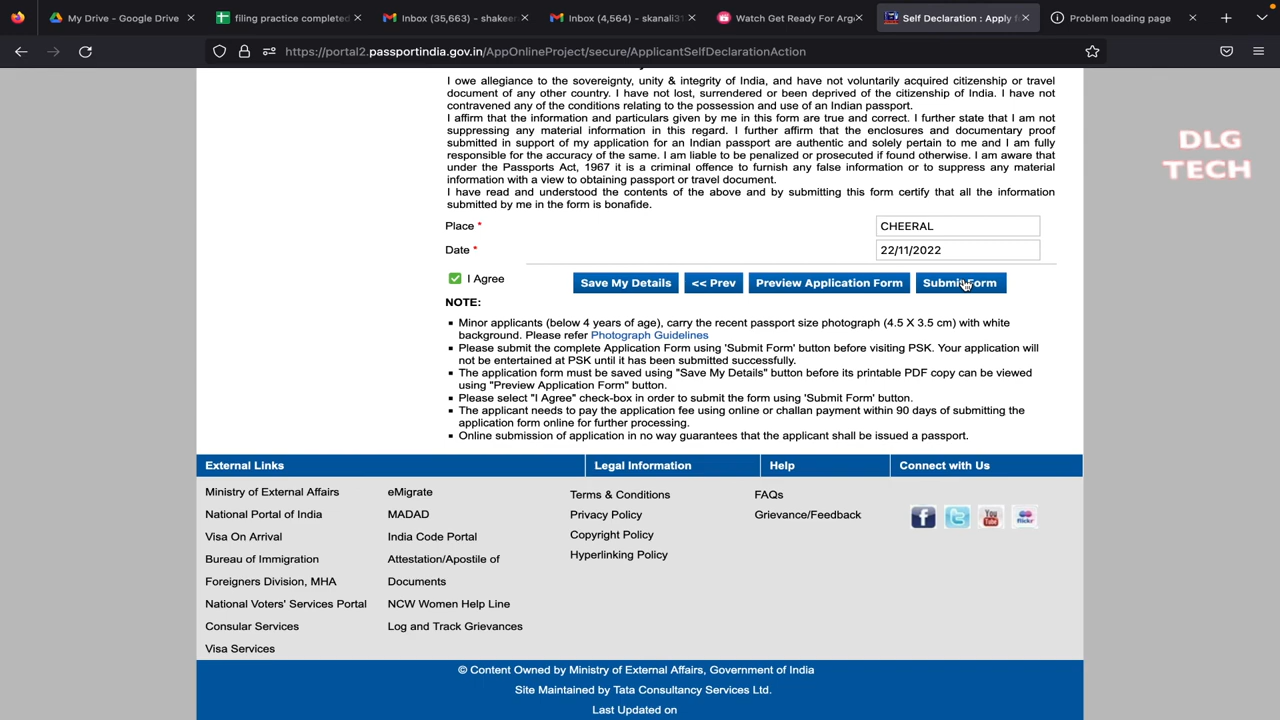 My Drive - Google Drive
filing practice completed
Inbox (35,663) - shakeer
Inbox (4,564) - skanali31
Watch Get Ready For Arge
Self Declaration : Apply f
Problem loading page
https://portal2.passportindia.gov.in/AppOnlineProject/secure/ApplicantSelfDeclarationAction
I owe allegiance to the sovereignty, unity & integrity of India, and have not voluntarily acquired citizenship or travel
document of any other country. I have not lost, surrendered or been deprived of the citizenship of India. I have not
contravened any of the conditions relating to the possession and use of an Indian passport.
I affirm that the information and particulars given by me in this form are true and correct. I further state that I am not
suppressing any material information in this regard. I further affirm that the enclosures and documentary proof
submitted in support of my application for an Indian passport are authentic and solely pertain to me and I am fully
responsible for the accuracy of the same. I am liable to be penalized or prosecuted if found otherwise. I am aware that
under the Passports Act, 1967 it is a criminal offence to furnish any false information or to suppress any material
information with a view to obtaining passport or travel document.
I have read and understood the contents of the above and by submitting this form certify that all the information
submitted by me in the form is bonafide.
DLG
TECH
Place * CHEERAL
Date * 22/11/2022
I Agree Save My Details << Prev Preview Application Form Submit Form
NOTE:
Minor applicants (below 4 years of age), carry the recent passport size photograph (4.5 X 3.5 cm) with white
background. Please refer Photograph Guidelines
Please submit the complete Application Form using 'Submit Form' button before visiting PSK. Your application will
not be entertained at PSK until it has been submitted successfully.
The application form must be saved using "Save My Details" button before its printable PDF copy can be viewed
using "Preview Application Form" button.
Please select "I Agree" check-box in order to submit the form using 'Submit Form' button.
The applicant needs to pay the application fee using online or challan payment within 90 days of submitting the
application form online for further processing.
Online submission of application in no way guarantees that the applicant shall be issued a passport.
External Links
Ministry of External Affairs
National Portal of India
Visa On Arrival
Bureau of Immigration
Foreigners Division, MHA
National Voters' Services Portal
Consular Services
Visa Services
eMigrate
MADAD
India Code Portal
Attestation/Apostle of
Documents
NCW Women Help Line
Log and Track Grievances
Legal Information
Terms & Conditions
Privacy Policy
Copyright Policy
Hyperlinking Policy
Help
FAQs
Grievance/Feedback
Connect with Us
You
Tube
flickr
© Content Owned by Ministry of External Affairs, Government of India
Site Maintained by Tata Consultancy Services Ltd.
Last Updated on